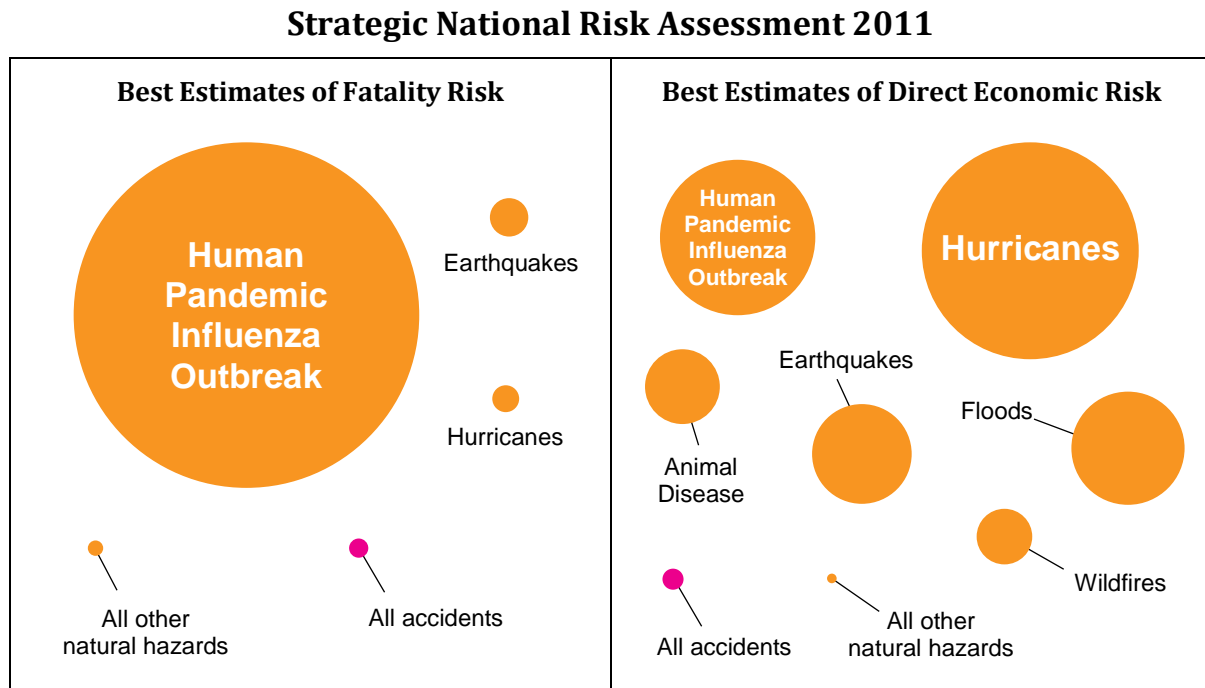 Strategic National Risk Assessment 2011
Best Estimates of Fatality Risk
Human
Pandemic
Influenza
Outbreak
Earthquakes
Hurricanes
All other
natural hazards
All accidents
Best Estimates of Direct Economic Risk
Human
Pandemic
Influenza
Outbreak
Hurricanes
Earthquakes
Floods
Animal
Disease
Wildfires
All accidents
All other
natural hazards